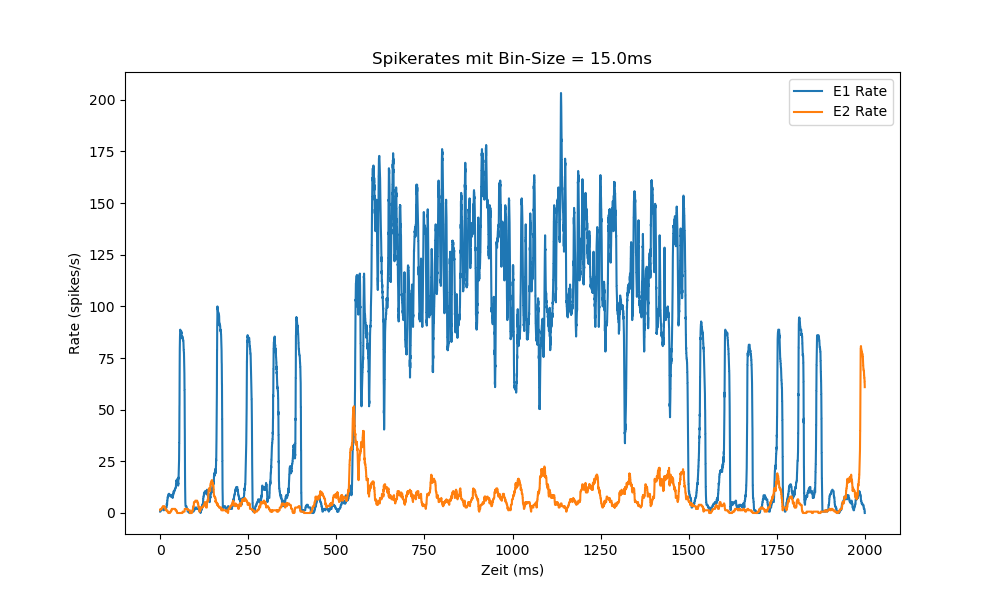 Spikerates mit Bin-Size = 15.0ms
E1 Rate
E2 Rate
Rate (spikes/s)
200
175
150
125
100
75
50
25
0
0 250 500 750 1000 1250 1500 1750 2000
Zeit (ms)